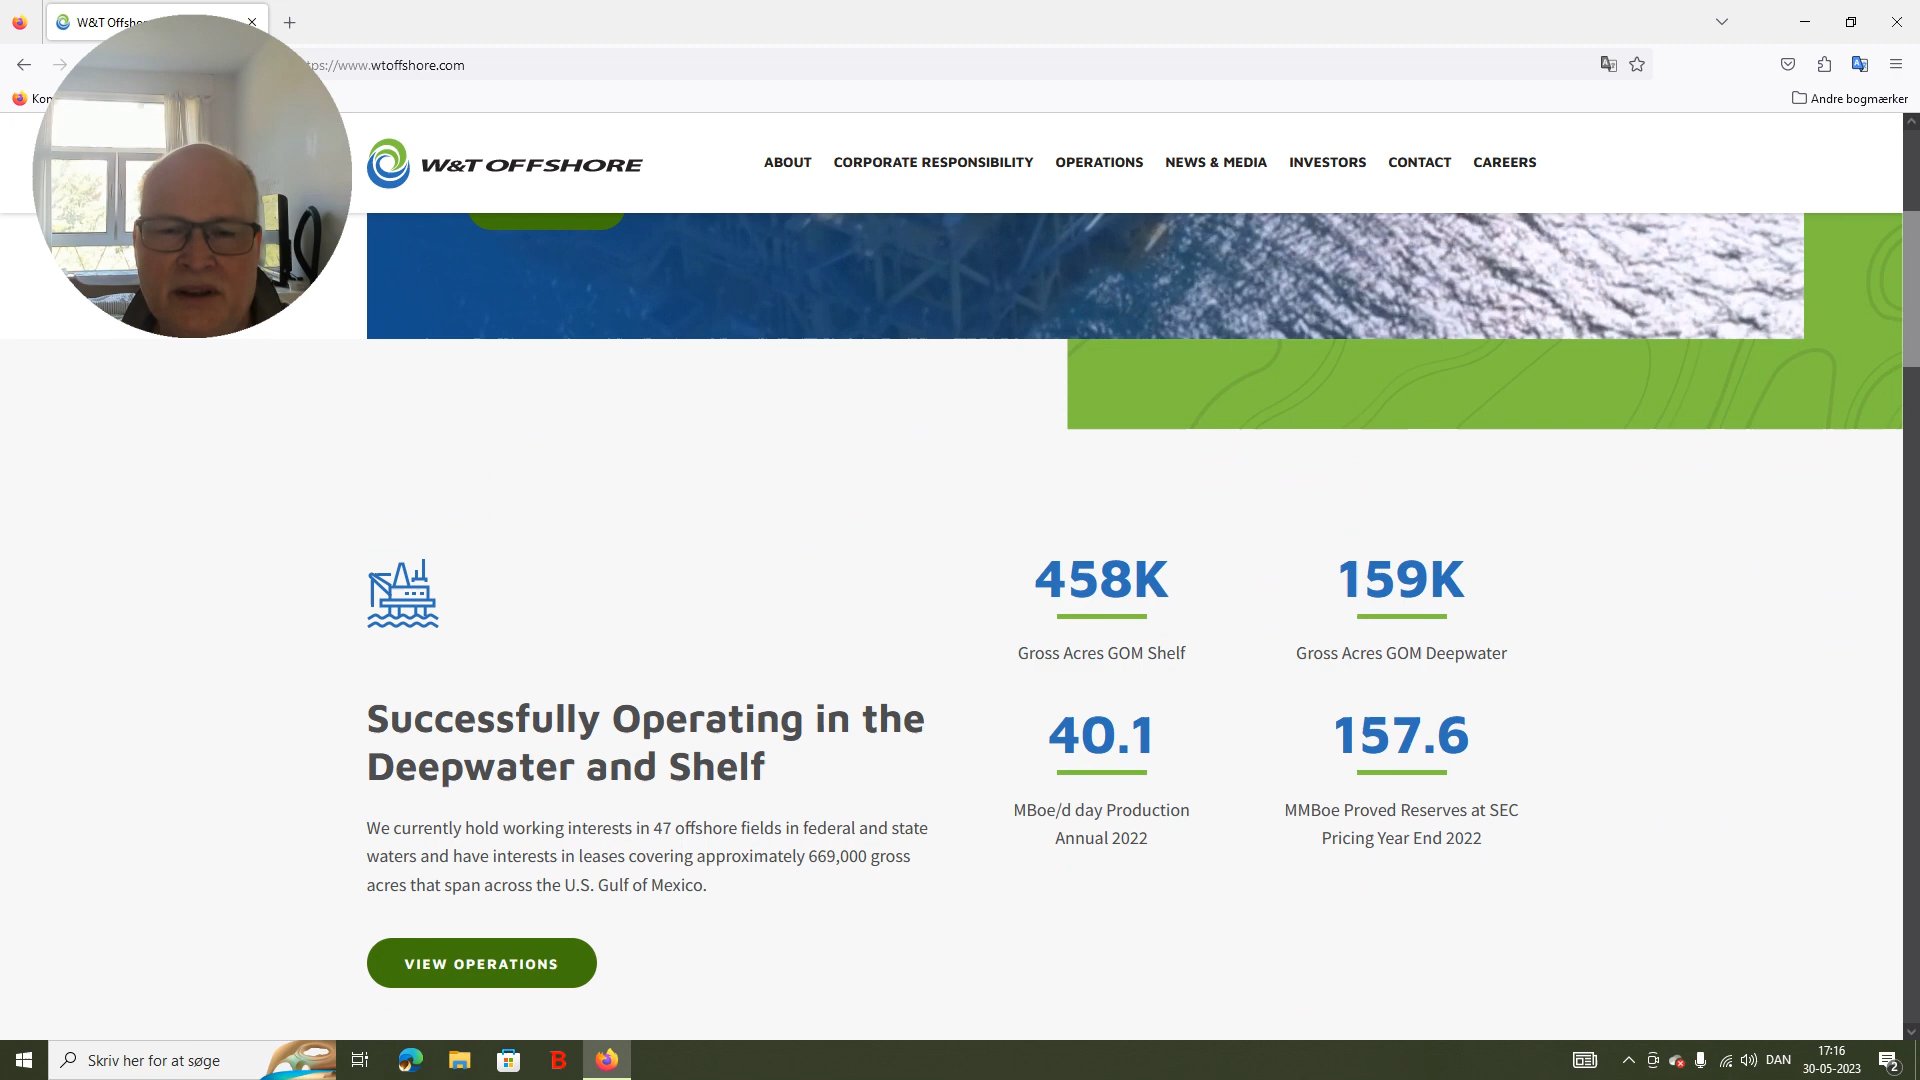 W&T Offsho
tps://www.wtoffshore.com
Kon
Andre bogmærker
W&T OFFSHORE
ABOUT CORPORATE RESPONSIBILITY OPERATIONS NEWS & MEDIA INVESTORS CONTACT CAREERS
458K
Gross Acres GOM Shelf
159K
Gross Acres GOM Deepwater
Successfully Operating in the
Deepwater and Shelf
40.1
MBoe/d day Production
Annual 2022
157.6
MMBoe Proved Reserves at SEC
Pricing Year End 2022
We currently hold working interests in 47 offshore fields in federal and state
waters and have interests in leases covering approximately 669,000 gross
acres that span across the U.S. Gulf of Mexico.
VIEW OPERATIONS
Skriv her for at søge
DAN
17:16
30-05-2023
2